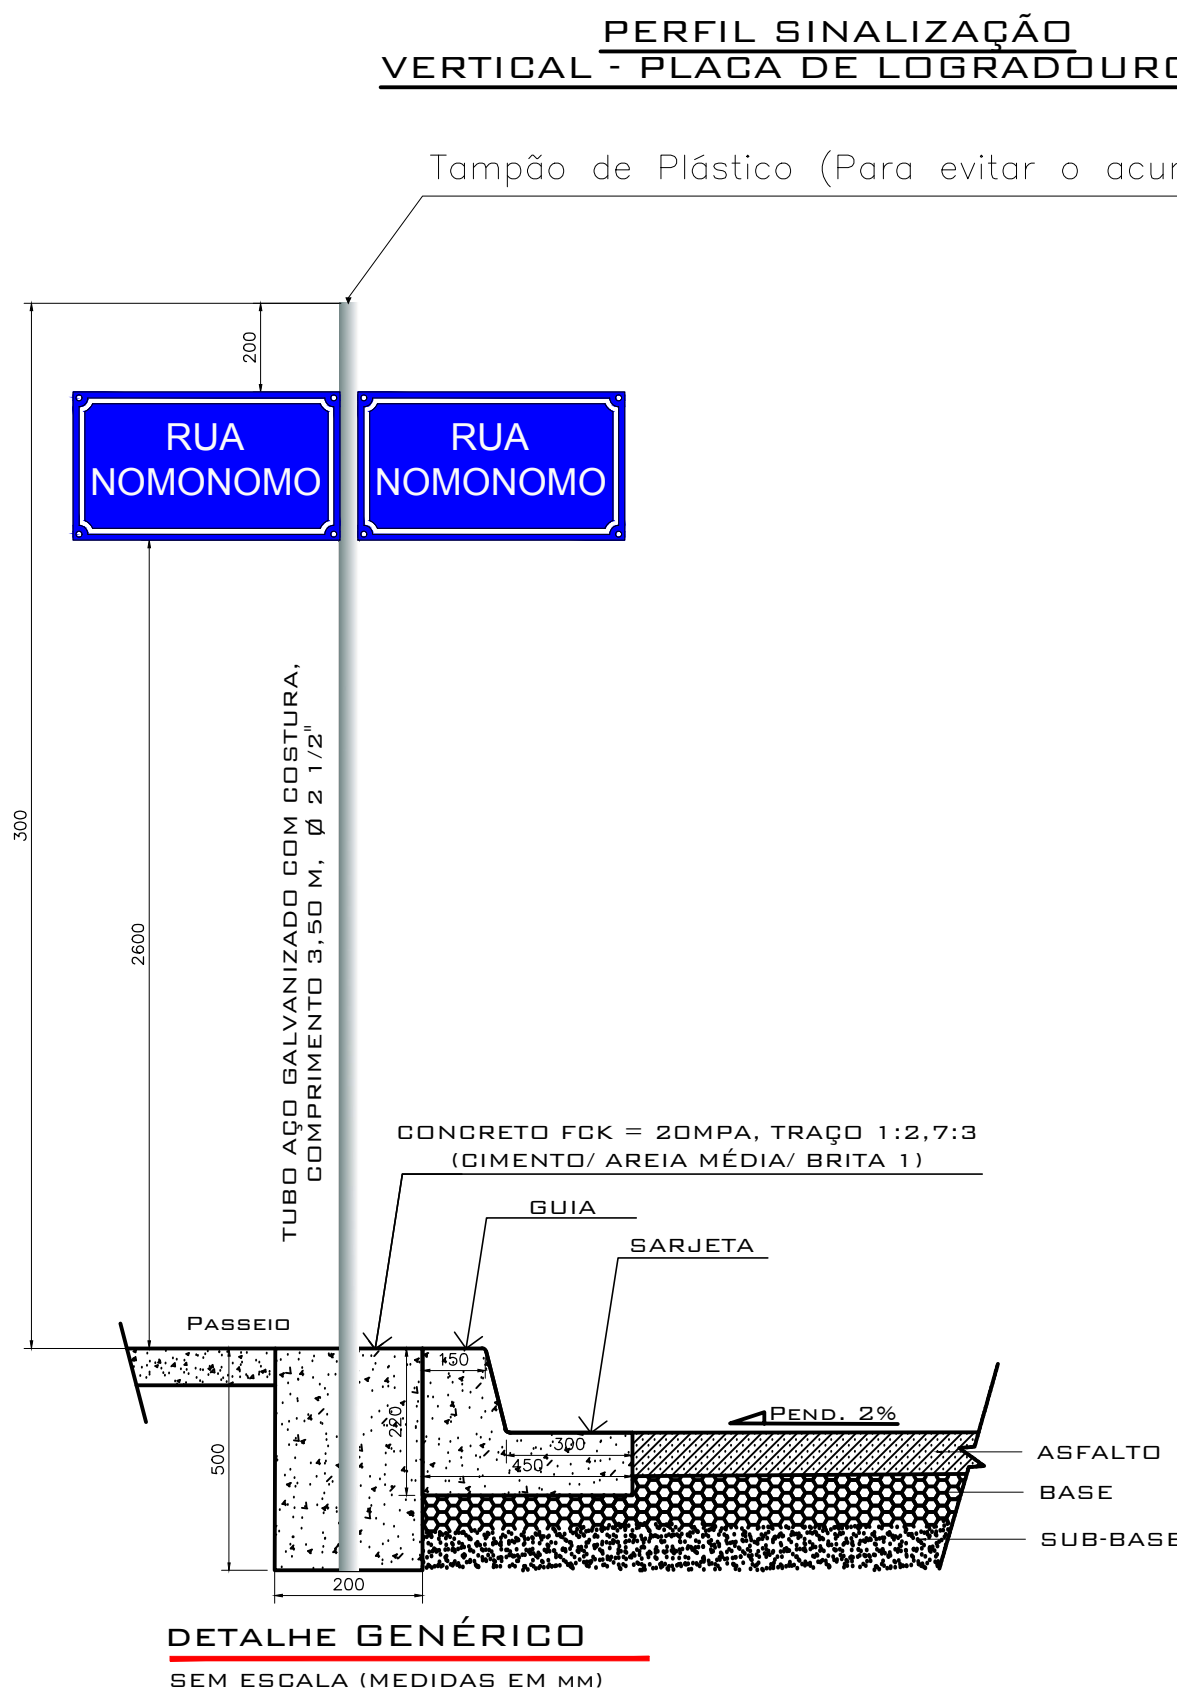 PERFIL SINALIZAÇÃO
VERTICAL - PLACA DE LOGRADOURO
Tampão de Plástico (Para evitar o acum
200
RUA
NOMONOMO
RUA
NOMONOMO
300
2600
TUBO AÇO GALVANIZADO COM COSTURA,
COMPRIMENTO 3,50 M, Ø 2 1/2"
CONCRETO FCK = 20MPA, TRAÇO 1:2,7:3
(CIMENTO/ AREIA MÉDIA/ BRITA 1)
GUIA
SARJETA
PASSEIO
150
220
500
300
450
PEND. 2%
ASFALTO
BASE
SUB-BASE
200
DETALHE GENÉRICO
SEM ESCALA (MEDIDAS EM MM)